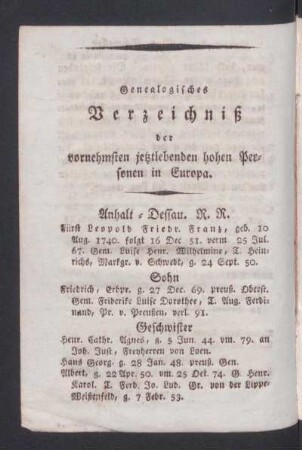 Genealogisches
Verzeichniß
der
vornehmsten jetztlebenden hohen Per-
sonen in Europa.
Anhalt - Dessau. R. R.
Fürst Leopold Friedr. Franz, geb. 10
Aug. 1740. folgt 16 Dec 51. verm 25 Jul.
67. Gem. Luise Henr. Wilhelmine, T. Hein-
richs, Markgr. v. Schwedt, g. 24 Sept. 50.
Sohn
Friedrich, Erbpr. g. 27 Dec. 69. preuß. Oberst.
Gem. Friderike Luise Dorothee, T. Aug. Ferdi-
nand, Pr. v. Preußen, verl. 91.
Geschwister
Henr. Cathr. Agnes, g. 5 Jun. 44. vm. 79. an
Joh. Just, Freyherren von Loen.
Hans Georg. g. 28 Jan. 48. preuß. Gen.
Albert, g. 22 Apr. 50. vm. 25 Oct. 74. G. Henr.
Karol. T. Ferd. Jo. Lud. Gr. von der Lippe-
Weissenfeld, g. 7 Febr. 53.